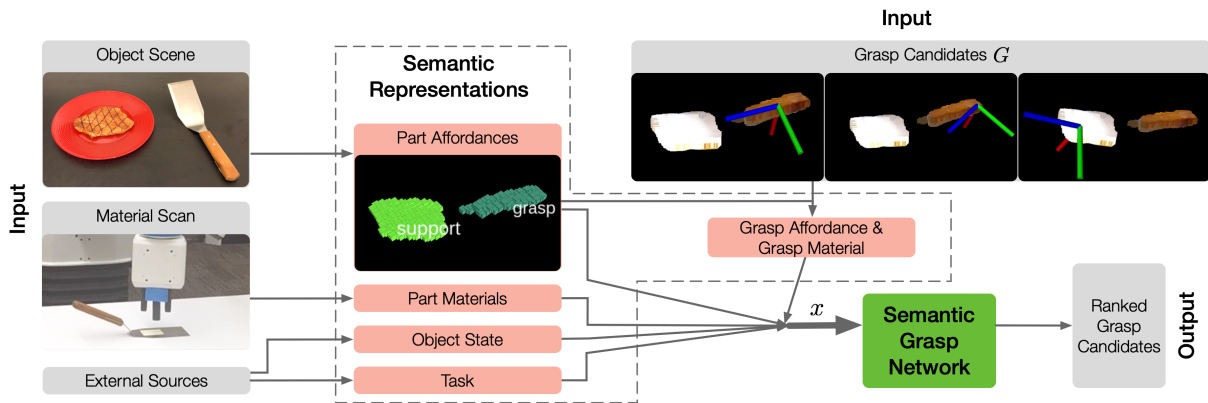 Input
Object Scene
Material Scan
External Sources
Input
Semantic
Representations
Part Affordances
support
grasp
Part Materials
Object State
Task
Grasp Candidates G
Grasp Affordance &
Grasp Material
x
Semantic
Grasp
Network
Ranked
Grasp
Candidates
Output